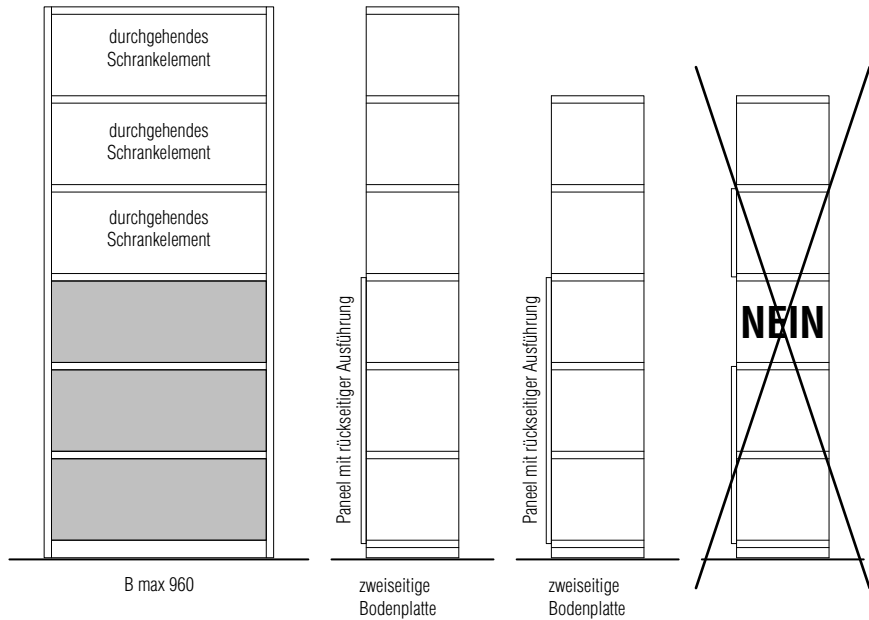 durchgehendes
Schrankelement
durchgehendes
Schrankelement
durchgehendes
Schrankelement
B max 960
Paneel mit rückseitiger Ausführung
zweiseitige
Bodenplatte
Paneel mit rückseitiger Ausführung
zweiseitige
Bodenplatte
NEIN